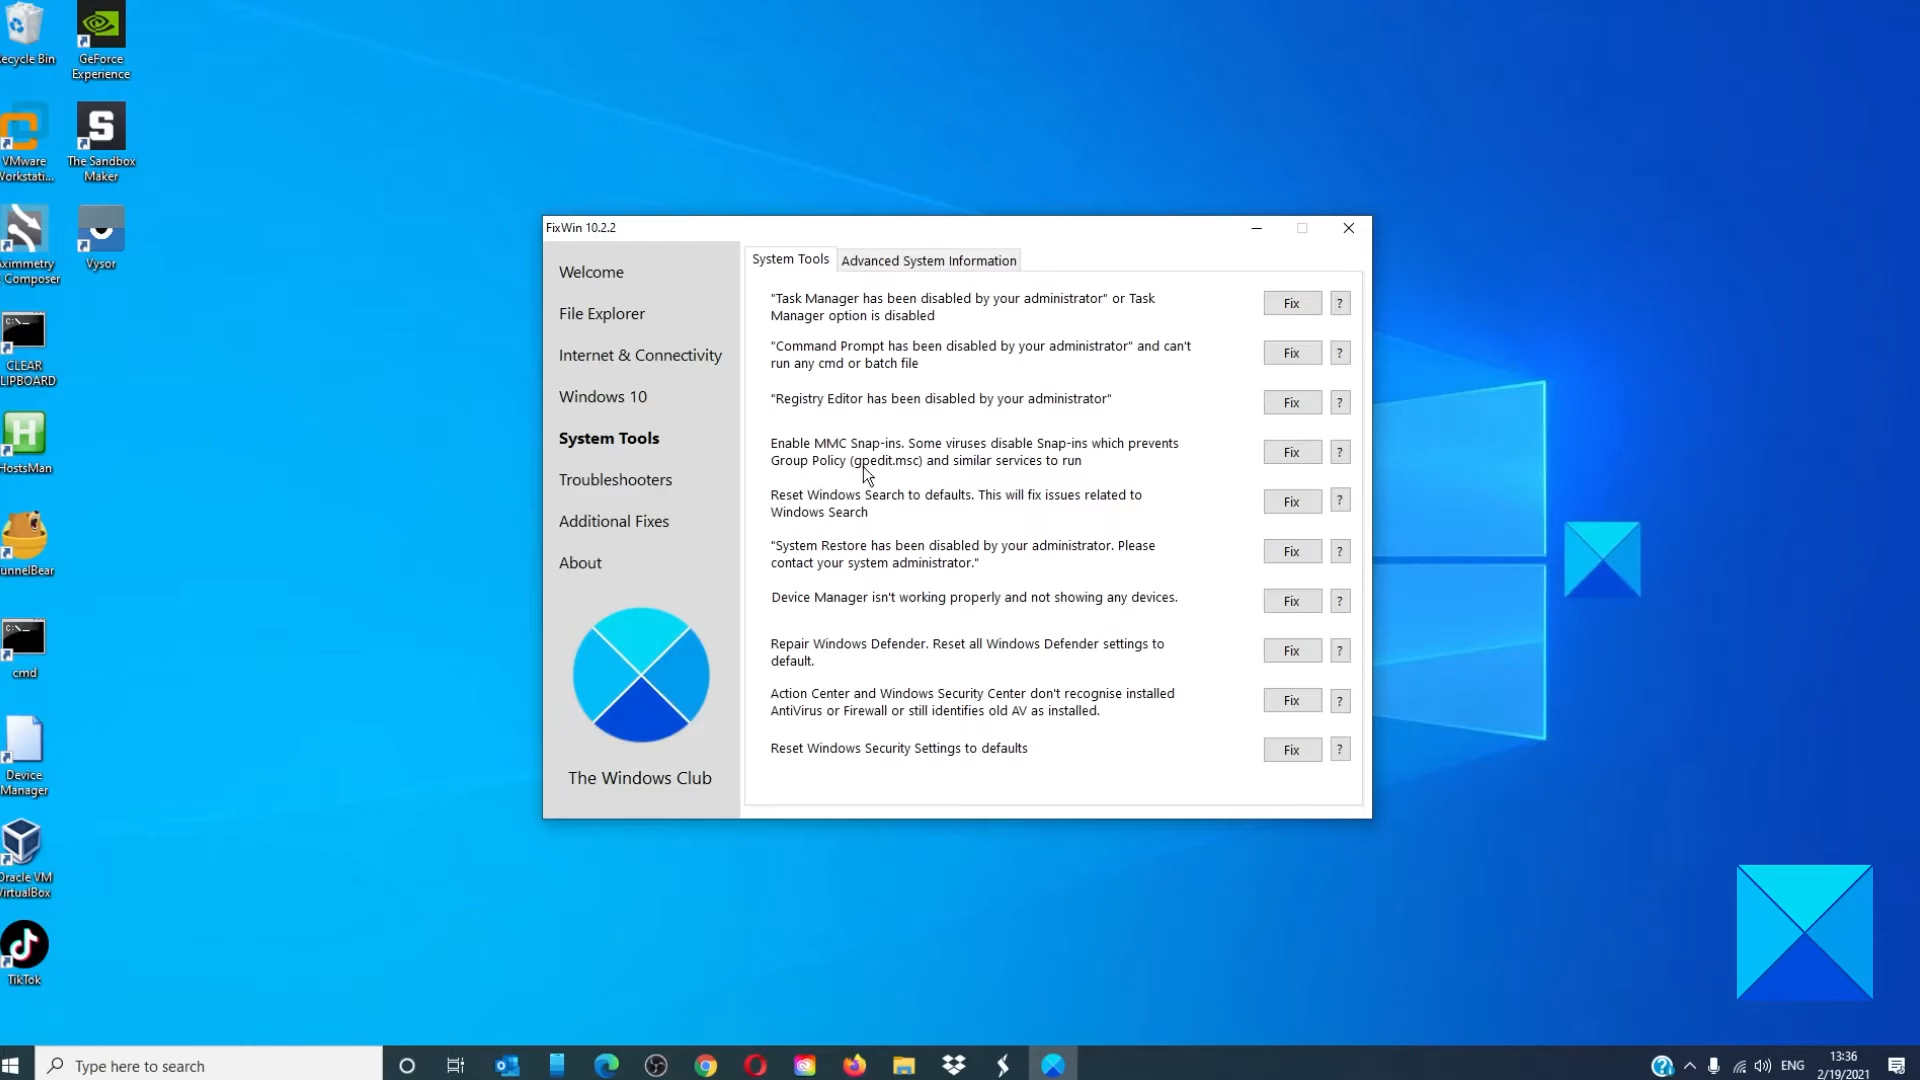 ecycle Bin
GeForce
Experience
VMware
Workstati...
The Sandbox
Maker
Aximmetry
Composer
Vysor
CLEAR
LIPBOARD
HostsMan
unnelBear
cmd
Device
Manager
Oracle VM
VirtualBox
TikTok
FixWin 10.2.2
Welcome
File Explorer
Internet & Connectivity
Windows 10
System Tools
Troubleshooters
Additional Fixes
About
The Windows Club
System Tools
Advanced System Information
"Task Manager has been disabled by your administrator" or Task
Manager option is disabled
Fix
?
"Command Prompt has been disabled by your administrator" and can't
run any cmd or batch file
Fix
?
"Registry Editor has been disabled by your administrator"
Fix
?
Enable MMC Snap-ins. Some viruses disable Snap-ins which prevents
Group Policy (gpedit.msc) and similar services to run
Fix
?
Reset Windows Search to defaults. This will fix issues related to
Windows Search
Fix
?
"System Restore has been disabled by your administrator. Please
contact your system administrator."
Fix
?
Device Manager isn't working properly and not showing any devices.
Fix
?
Repair Windows Defender. Reset all Windows Defender settings to
default.
Fix
?
Action Center and Windows Security Center don't recognise installed
AntiVirus or Firewall or still identifies old AV as installed.
Fix
?
Reset Windows Security Settings to defaults
Fix
?
Type here to search
ENG
13:36
2/19/2021